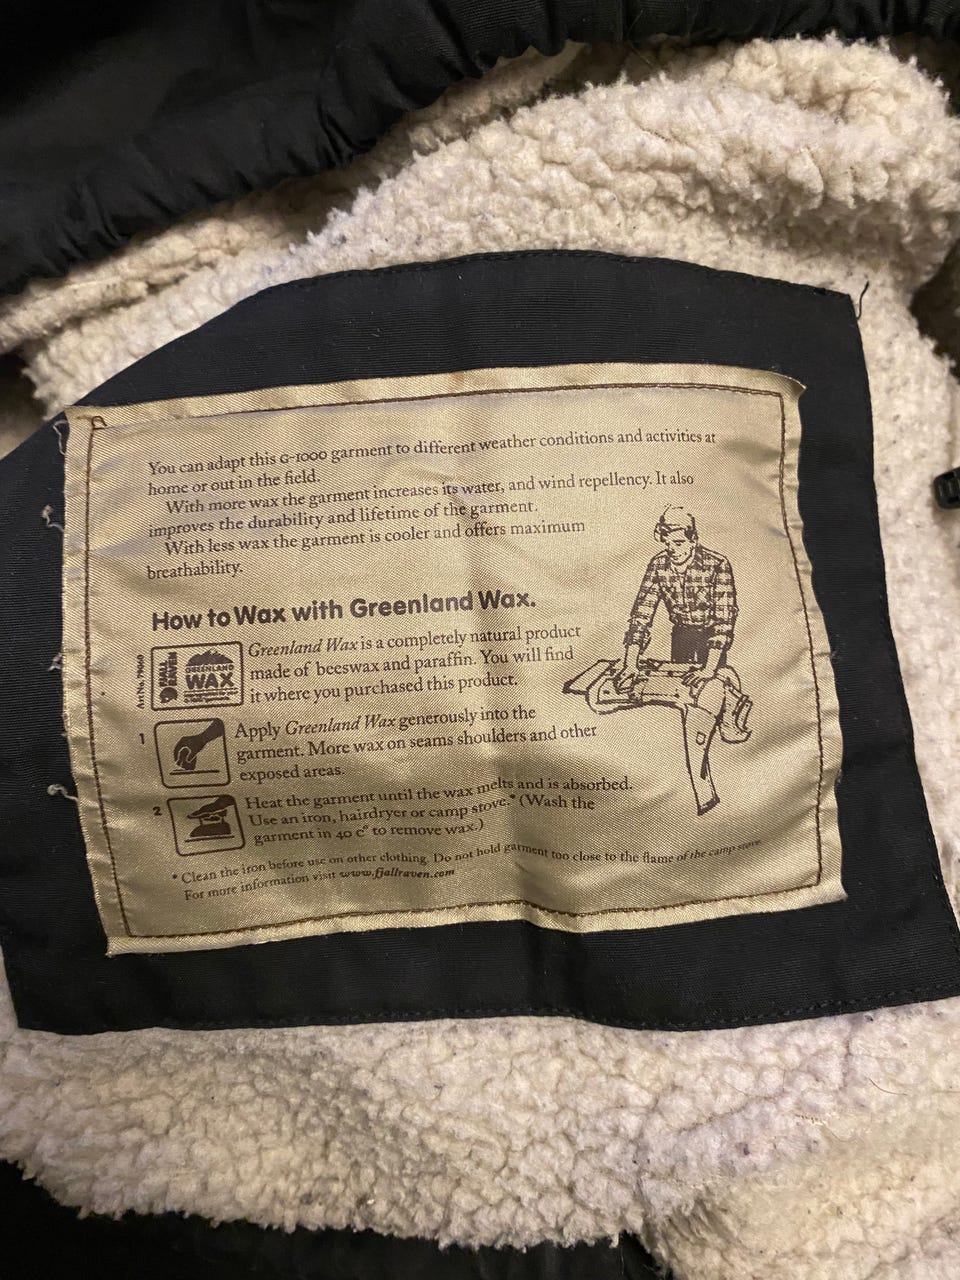 You can adapt this G-1000 garment to different weather conditions and activities at
home or out in the field.
With more wax the garment increases its water, and wind repellency. It also
improves the durability and lifetime of the garment.
With less wax the garment is cooler and offers maximum
breathability.
How to Wax with Greenland Wax.
Art No. 79060
FJÄLL
RÄVEN
GREENLAND
WAX
Greenland Wax is a completely natural product
made of beeswax and paraffin. You will find
it where you purchased this product.
1
Apply Greenland Wax generously into the
garment. More wax on seams shoulders and other
exposed areas.
2
Heat the garment until the wax melts and is absorbed.
Use an iron, hairdryer or camp stove.* (Wash the
garment in 40 c° to remove wax.)
* Clean the iron before use on other clothing. Do not hold garment too close to the flame of the camp stove.
For more information visit www.fjallraven.com